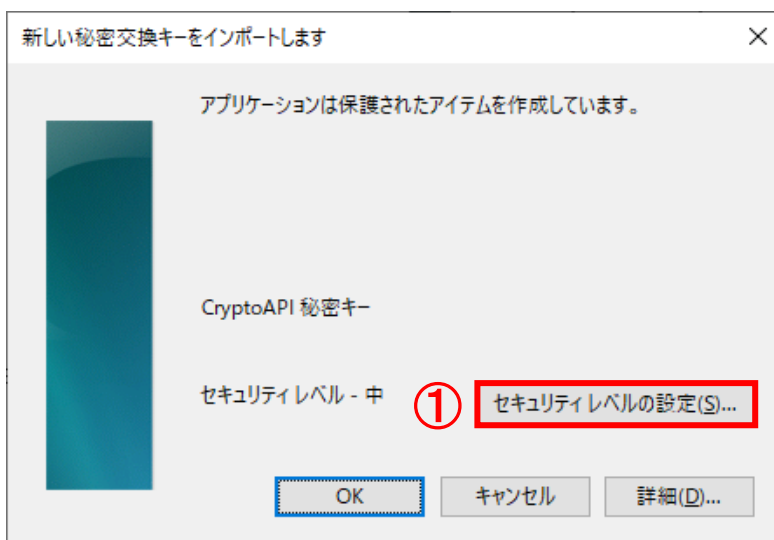 新しい秘密交換キーをインポートします
アプリケーションは保護されたアイテムを作成しています。
CryptoAPI 秘密キー
セキュリティ レベル - 中
①
セキュリティ レベルの設定(S)...
OK
キャンセル
詳細(D)...